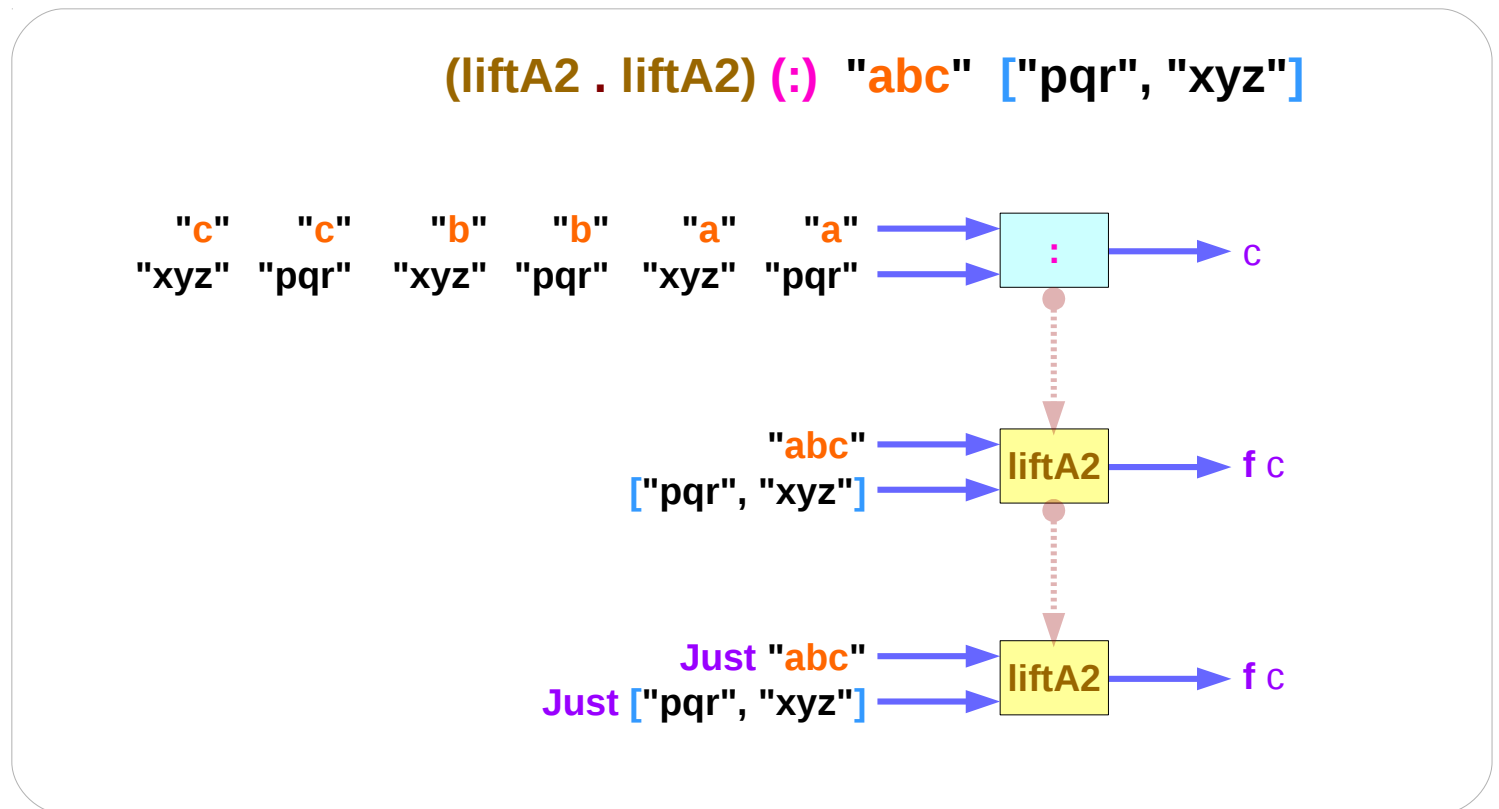 (liftA2 . liftA2) (:) "abc" ["pqr", "xyz"]
"c" "c" "b" "b" "a" "a"
"xyz" "pqr" "xyz" "pqr" "xyz" "pqr"
:
c
"abc"
["pqr", "xyz"]
liftA2
f c
Just "abc"
Just ["pqr", "xyz"]
liftA2
f c